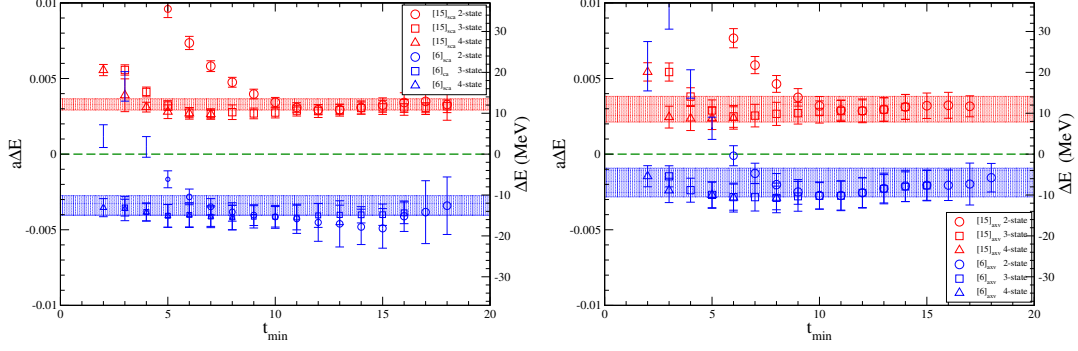 0.01
0.005
0
-0.005
-0.01
aΔE
0 5 10 15 20
t_min
30
20
10
0
-10
-20
-30
ΔE (MeV)
[15]_sca 2-state
[15]_sca 3-state
[15]_sca 4-state
[6]_sca 2-state
[6]_ca 3-state
[6]_sca 4-state
0.01
0.005
0
-0.005
-0.01
aΔE
0 5 10 15 20
t_min
30
20
10
0
-10
-20
-30
ΔE (MeV)
[15]_axv 2-state
[15]_axv 3-state
[15]_axv 4-state
[6]_axv 2-state
[6]_axv 3-state
[6]_axv 4-state